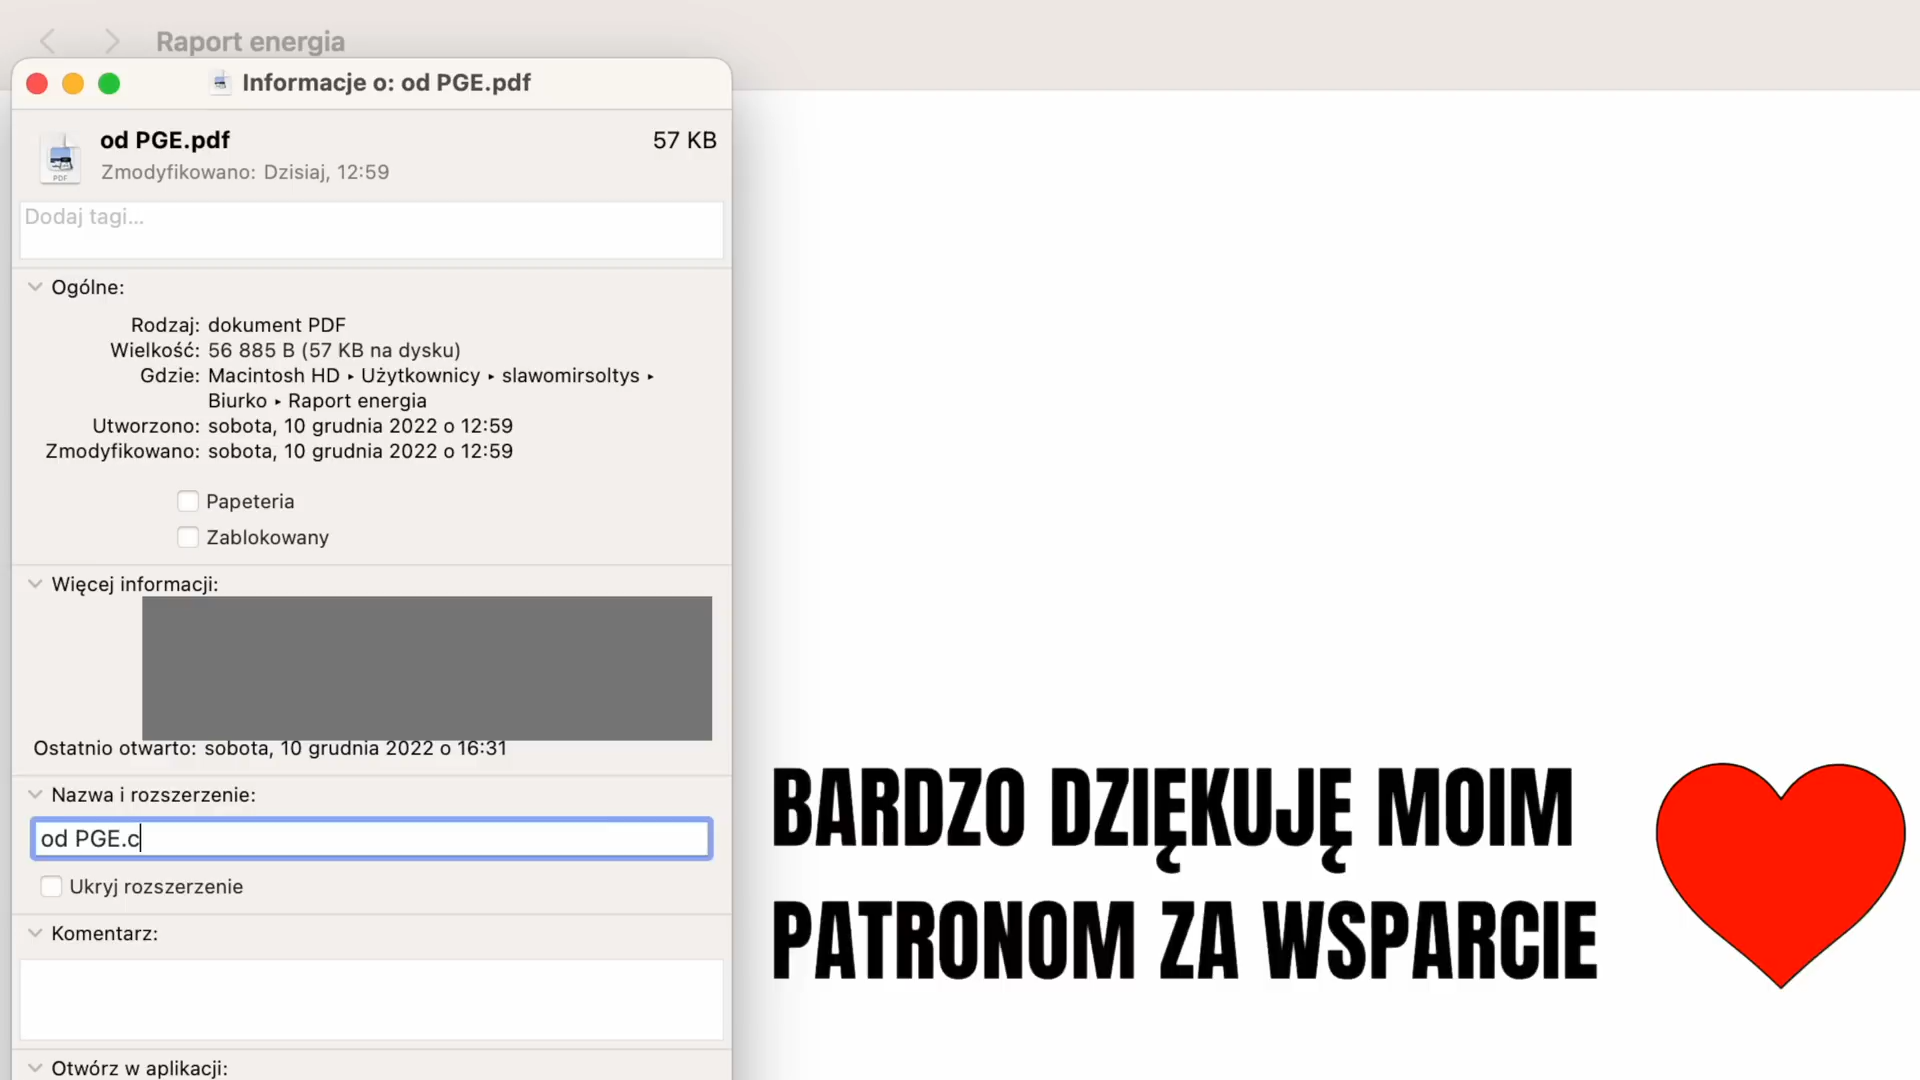 Raport energia
Informacje o: od PGE.pdf
od PGE.pdf
57 KB
Zmodyfikowano: Dzisiaj, 12:59
PDF
Dodaj tagi...
Ogólne:
Rodzaj: dokument PDF
Wielkość: 56 885 B (57 KB na dysku)
Gdzie: Macintosh HD ▸ Użytkownicy ▸ slawomirsoltys ▸
Biurko ▸ Raport energia
Utworzono: sobota, 10 grudnia 2022 o 12:59
Zmodyfikowano: sobota, 10 grudnia 2022 o 12:59
Papeteria
Zablokowany
Więcej informacji:
Ostatnio otwarto: sobota, 10 grudnia 2022 o 16:31
Nazwa i rozszerzenie:
od PGE.c
Ukryj rozszerzenie
Komentarz:
Otwórz w aplikacji:
BARDZO DZIĘKUJĘ MOIM
PATRONOM ZA WSPARCIE